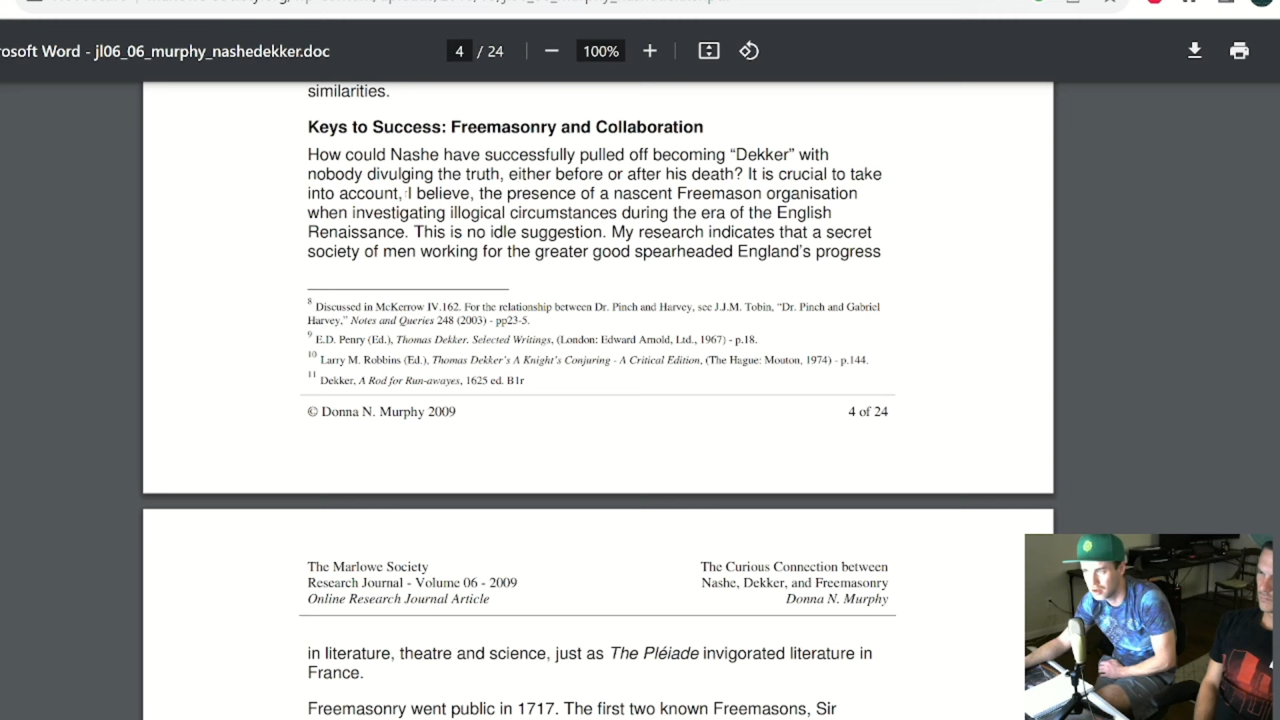 rosoft Word - jl06_06_murphy_nashedekker.doc
4 / 24
100%
similarities.
Keys to Success: Freemasonry and Collaboration
How could Nashe have successfully pulled off becoming “Dekker” with
nobody divulging the truth, either before or after his death? It is crucial to take
into account, I believe, the presence of a nascent Freemason organisation
when investigating illogical circumstances during the era of the English
Renaissance. This is no idle suggestion. My research indicates that a secret
society of men working for the greater good spearheaded England’s progress
8 Discussed in McKerrow IV.162. For the relationship between Dr. Pinch and Harvey, see J.J.M. Tobin, “Dr. Pinch and Gabriel
Harvey,” Notes and Queries 248 (2003) - pp23-5.
9 E.D. Penry (Ed.), Thomas Dekker. Selected Writings, (London: Edward Arnold, Ltd., 1967) - p.18.
10 Larry M. Robbins (Ed.), Thomas Dekker’s A Knight’s Conjuring - A Critical Edition, (The Hague: Mouton, 1974) - p.144.
11 Dekker, A Rod for Run-awayes, 1625 ed. B1r
© Donna N. Murphy 2009
4 of 24
The Marlowe Society
Research Journal - Volume 06 - 2009
Online Research Journal Article
The Curious Connection between
Nashe, Dekker, and Freemasonry
Donna N. Murphy
in literature, theatre and science, just as The Pléiade invigorated literature in
France.
Freemasonry went public in 1717. The first two known Freemasons, Sir